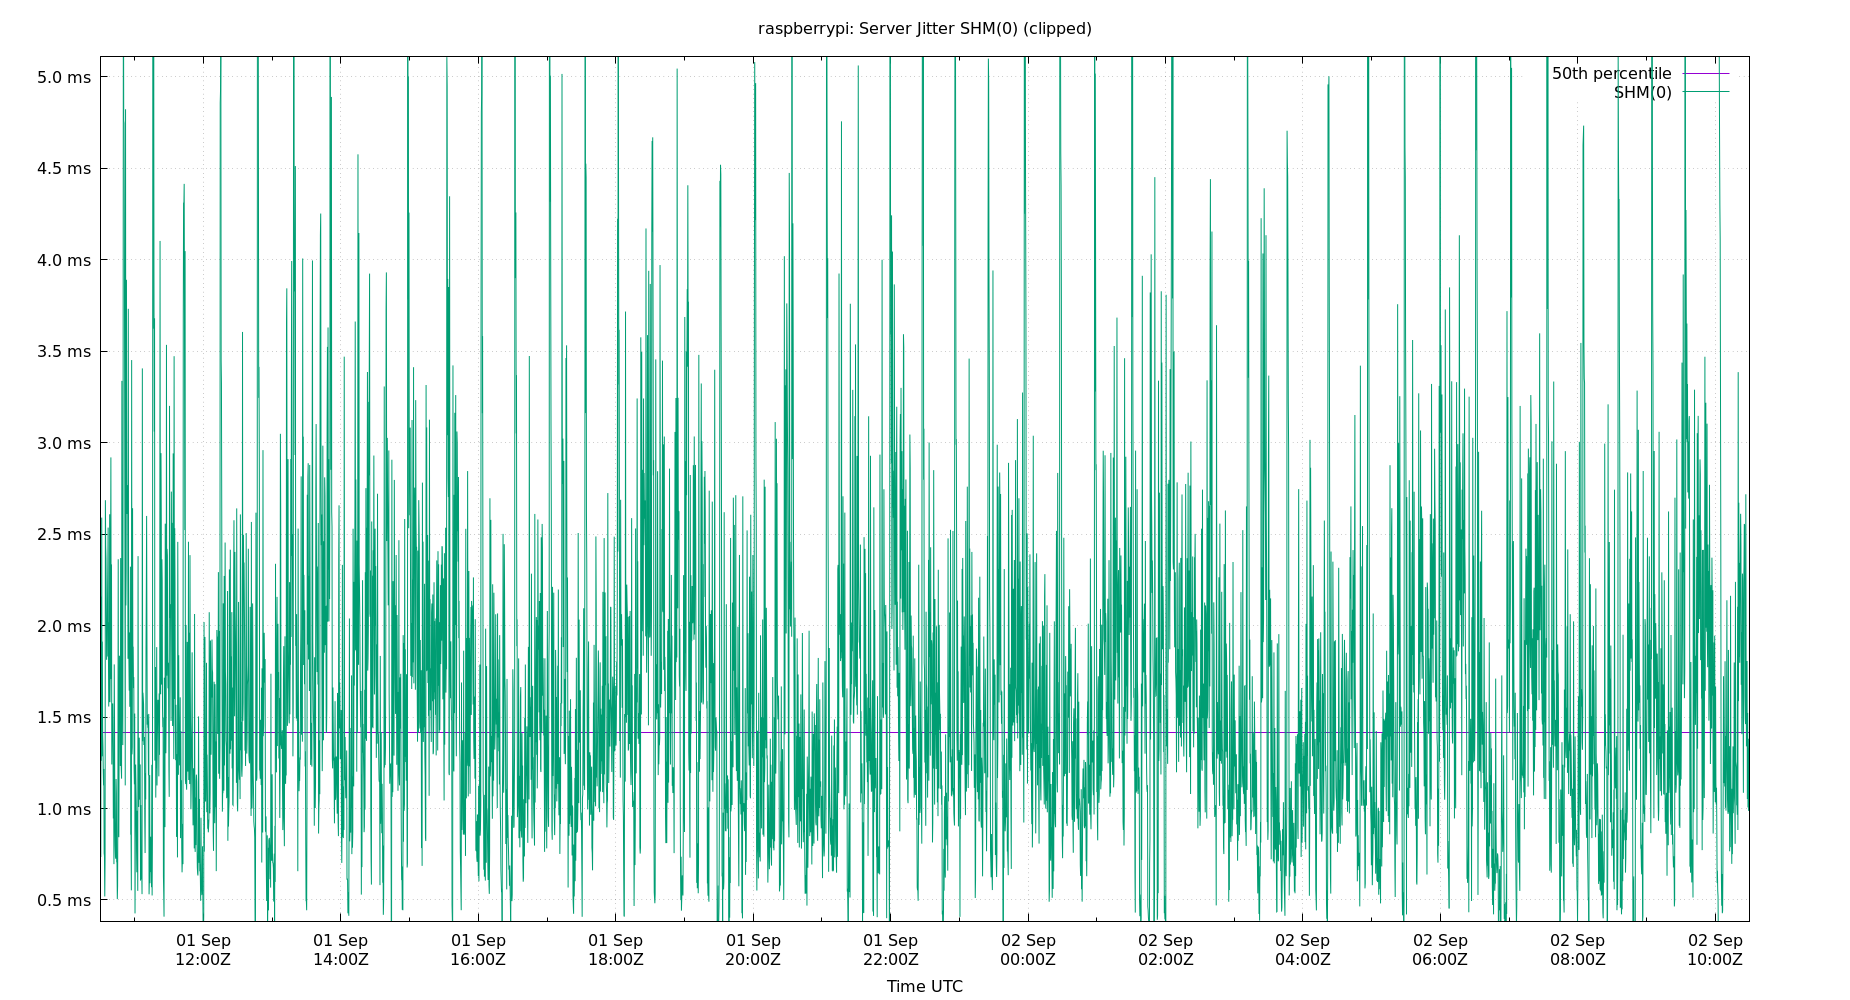 raspberrypi: Server Jitter SHM(0) (clipped)
5.0 ms
4.5 ms
4.0 ms
3.5 ms
3.0 ms
2.5 ms
2.0 ms
1.5 ms
1.0 ms
0.5 ms
50th percentile
SHM(0)
01 Sep 01 Sep 01 Sep 01 Sep 01 Sep 01 Sep 02 Sep 02 Sep 02 Sep 02 Sep 02 Sep 02 Sep
12:00Z 14:00Z 16:00Z 18:00Z 20:00Z 22:00Z 00:00Z 02:00Z 04:00Z 06:00Z 08:00Z 10:00Z
Time UTC